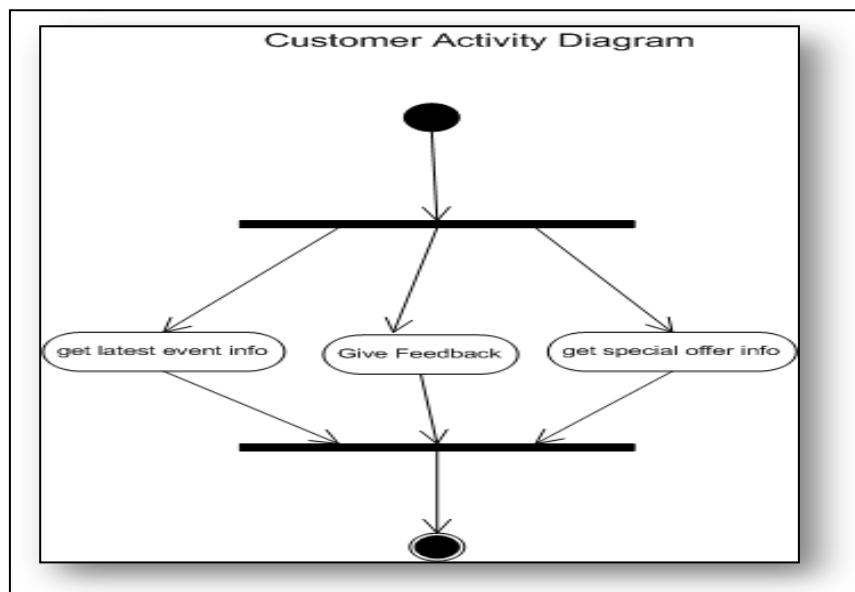 Customer Activity Diagram
get latest event info
Give Feedback
get special offer info